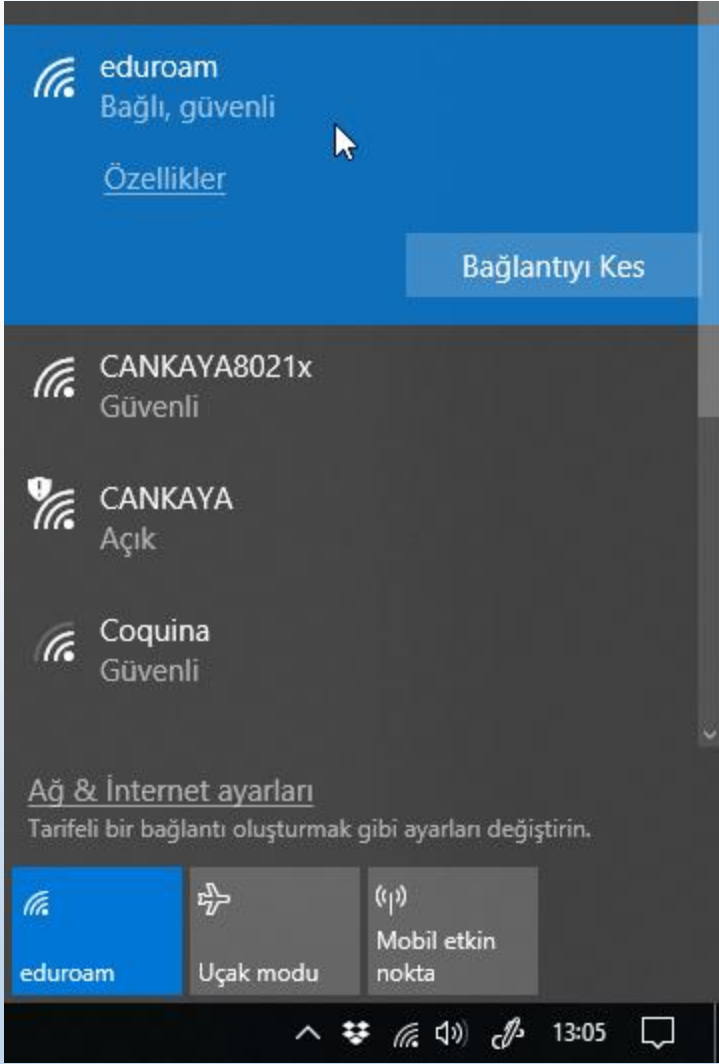 eduroam
Bağlı, güvenli
Özellikler
Bağlantıyı Kes
CANKAYA8021x
Güvenli
CANKAYA
Açık
Coquina
Güvenli
Ağ & İnternet ayarları
Tarifeli bir bağlantı oluşturmak gibi ayarları değiştirin.
eduroam
Uçak modu
Mobil etkin
nokta
13:05